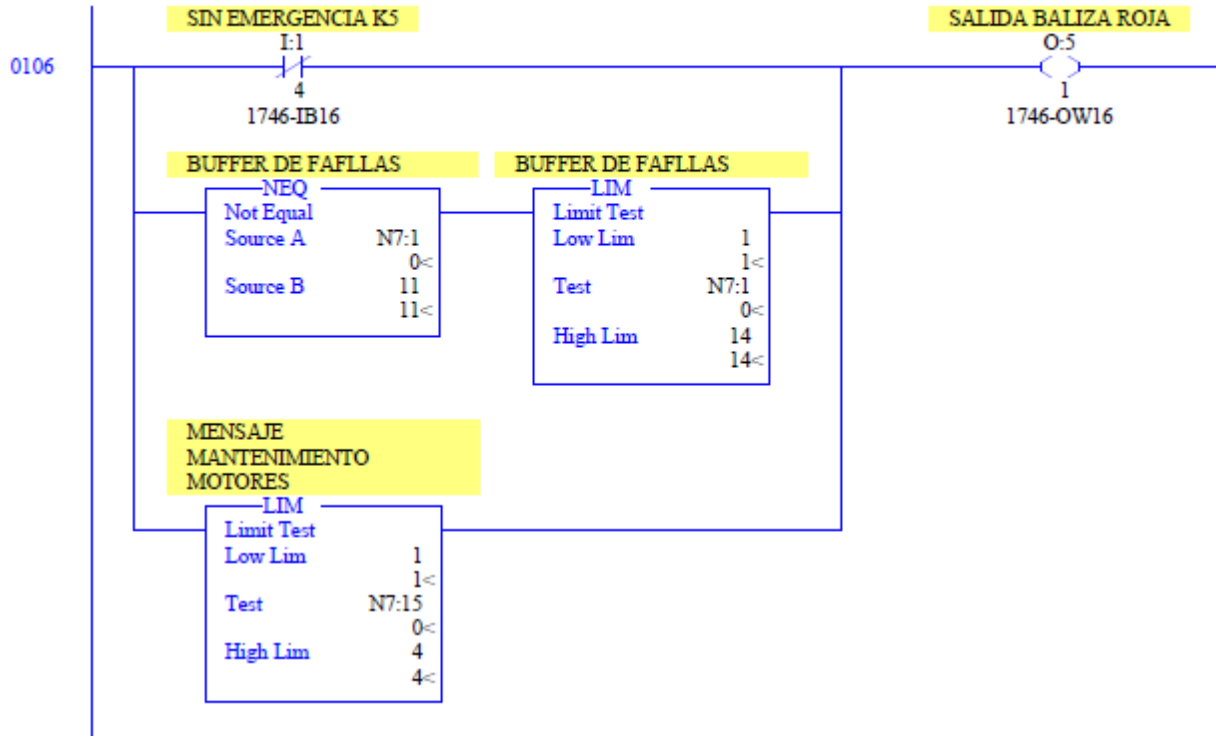 SIN EMERGENCIA K5
I:1
4
1746-IB16
SALIDA BALIZA ROJA
O:5
1
1746-OW16
0106
BUFFER DE FAFLLAS
NEQ
Not Equal
Source A N7:1
0<
Source B 11
11<
BUFFER DE FAFLLAS
LIM
Limit Test
Low Lim 1
1<
Test N7:1
0<
High Lim 14
14<
MENSAJE
MANTENIMIENTO
MOTORES
LIM
Limit Test
Low Lim 1
1<
Test N7:15
0<
High Lim 4
4<